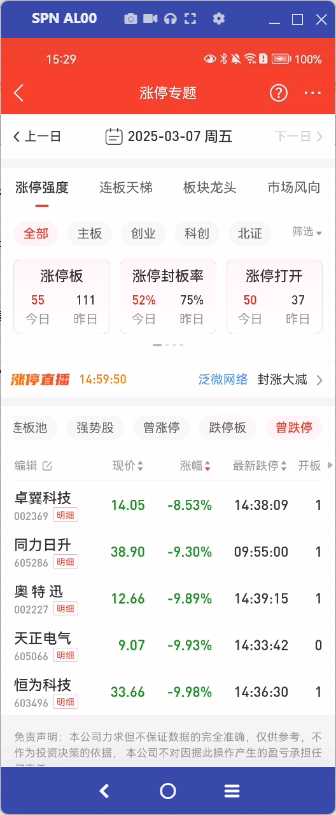 SPN AL00
15:29
100%
涨停专题
上一日
2025-03-07 周五
下一日
涨停强度 连板天梯 板块龙头 市场风向
全部 主板 创业 科创 北证 筛选
涨停板 涨停封板率 涨停打开
55 111 52% 75% 50 37
今日 昨日 今日 昨日 今日 昨日
涨停直播 14:59:50 泛微网络 封涨大减
连板池 强势股 曾涨停 跌停板 曾跌停
编辑 现价 涨幅 最新跌停 开板
卓翼科技 14.05 -8.53% 14:38:09 1
002369 明细
同力日升 38.90 -9.30% 09:55:00 1
605286 明细
奥特迅 12.66 -9.89% 14:39:15 1
002227 明细
天正电气 9.07 -9.93% 14:33:42 0
605066 明细
恒为科技 33.66 -9.98% 14:36:30 1
603496 明细
免责声明：本公司力求但不保证数据的完全准确，仅供参考，不
作为投资决策的依据，本公司不对因此操作产生的盈亏承担任